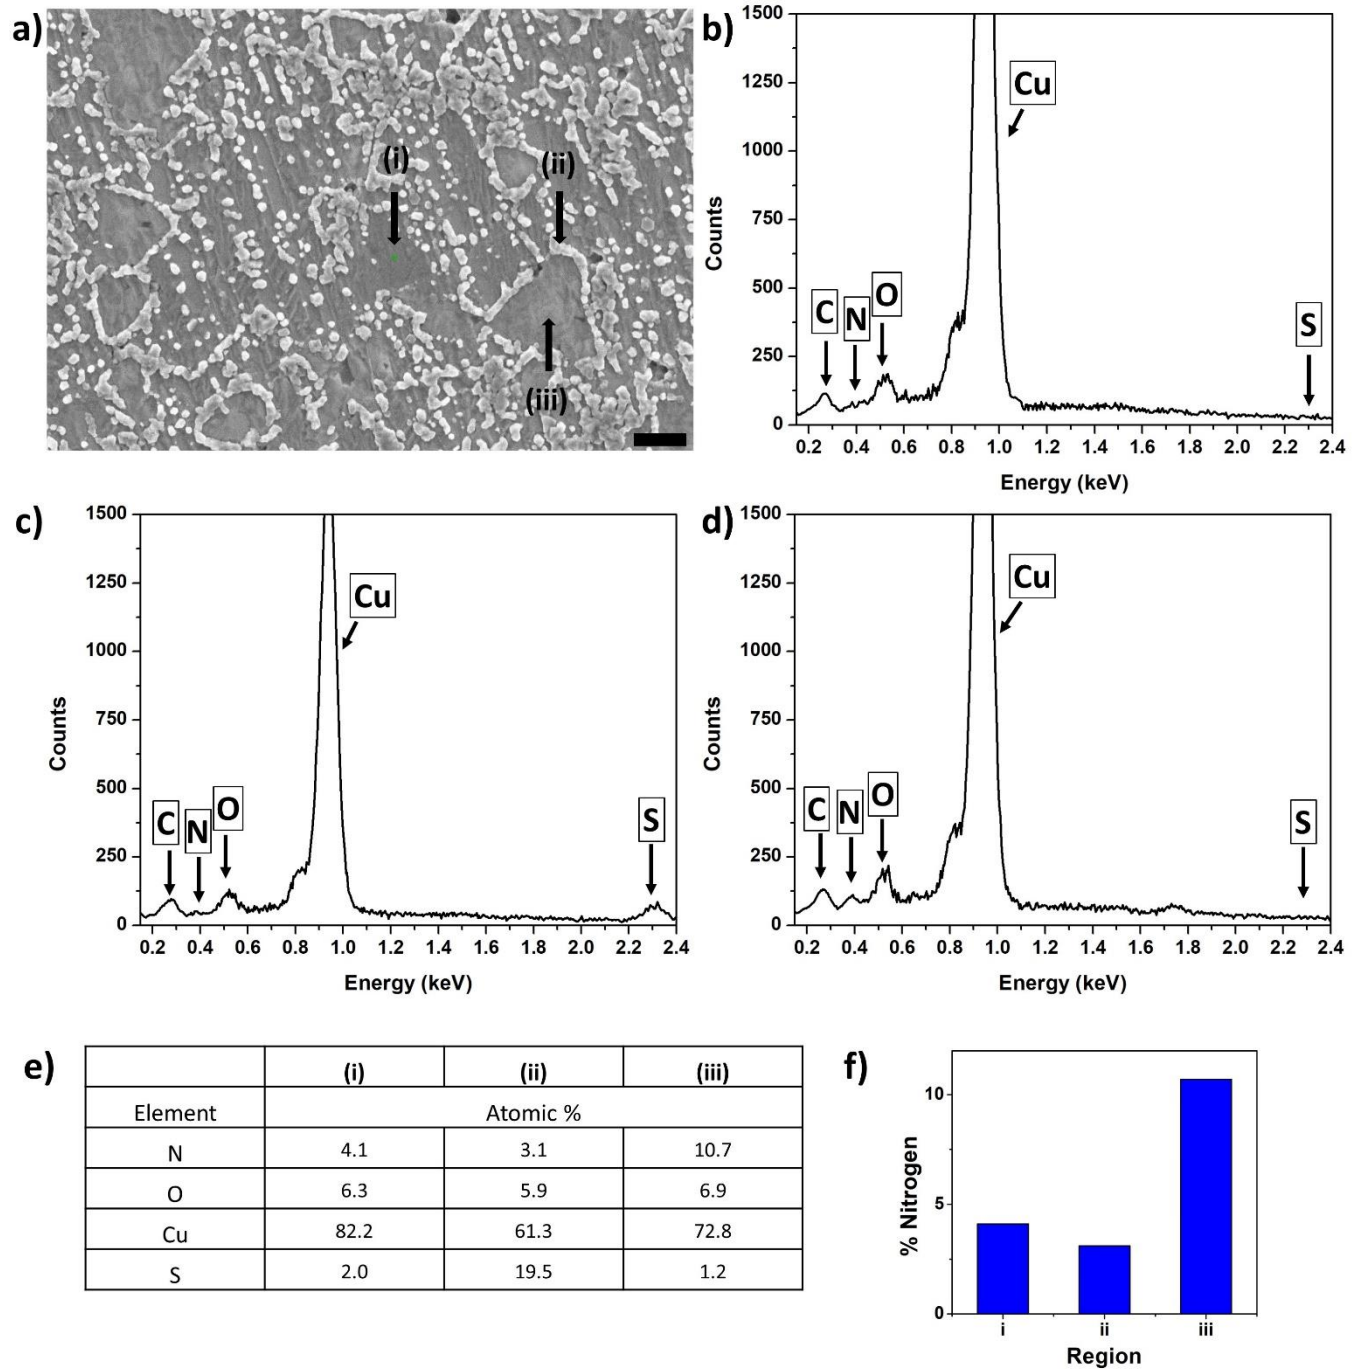 a)
(i)
(ii)
(iii)
b)
1500
1250
1000
750
500
250
0
Counts
Cu
C
N
O
S
0.2 0.4 0.6 0.8 1.0 1.2 1.4 1.6 1.8 2.0 2.2 2.4
Energy (keV)
c)
1500
1250
1000
750
500
250
0
Counts
Cu
C
N
O
S
0.2 0.4 0.6 0.8 1.0 1.2 1.4 1.6 1.8 2.0 2.2 2.4
Energy (keV)
d)
1500
1250
1000
750
500
250
0
Counts
Cu
C
N
O
S
0.2 0.4 0.6 0.8 1.0 1.2 1.4 1.6 1.8 2.0 2.2 2.4
Energy (keV)
e)
(i) (ii) (iii)
Element Atomic %
N 4.1 3.1 10.7
O 6.3 5.9 6.9
Cu 82.2 61.3 72.8
S 2.0 19.5 1.2
f)
10
5
0
% Nitrogen
i ii iii
Region